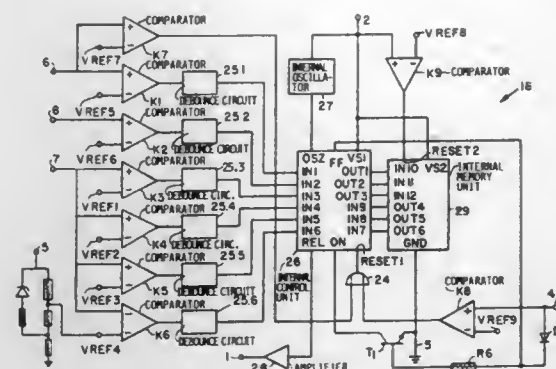 COMPARATOR
6
VREF7
K7
COMPARATOR
25.1
VREF5
K1
DEBOUNCE CIRCUITT
8
COMPARATOR
25.2
VREF6
K2
DEBOUNCE CIRCUIT
7
COMPARATOR
25.3
VREF1
K3
DEBOUNCE CIRC.
COMPARATOR
25.4
VREF2
K4
DEBOUNCE CIRC.
COMPARATOR
25.5
VREF3
K5
DEBOUNCE CIRCUIT
COMPARATOR
25.6
VREF4
K6
DEBOUNCE CIRCUIT
5
2
INTERNAL
OSCILLA-
TOR
27
VREF8
K9
COMPARATOR
16
OS2 FF VS1
IN1 OUT1
IN2 OUT2
IN3 OUT3
IN4 IN9
IN5 IN8
IN6 IN7
REL ON
RESET1
26
INTERNAL
CONTROL
UNIT
RESET2
IN10 VS2
IN11
IN12
OUT4
OUT5
OUT6
GND
INTERNAL
MEMORY
UNIT
29
24
COMPARATOR
K8
4
VREF9
T1
5
R6
1
28
AMPLIFIER